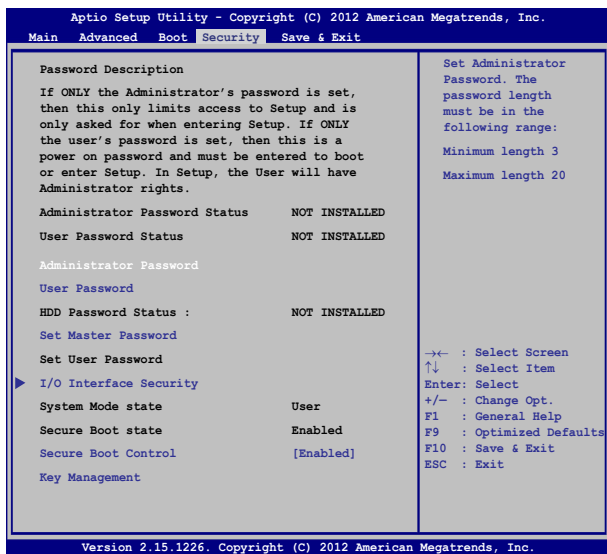 Aptio Setup Utility - Copyright (C) 2012 American Megatrends, Inc.
Main Advanced Boot Security Save & Exit
Password Description
If ONLY the Administrator's password is set,
then this only limits access to Setup and is
only asked for when entering Setup. If ONLY
the user's password is set, then this is a
power on password and must be entered to boot
or enter Setup. In Setup, the User will have
Administrator rights.
Administrator Password Status NOT INSTALLED
User Password Status NOT INSTALLED
Administrator Password
User Password
HDD Password Status : NOT INSTALLED
Set Master Password
Set User Password
I/O Interface Security
System Mode state User
Secure Boot state Enabled
Secure Boot Control [Enabled]
Key Management
Set Administrator
Password. The
password length
must be in the
following range:
Minimum length 3
Maximum length 20
→← : Select Screen
↑↓ : Select Item
Enter: Select
+/— : Change Opt.
F1 : General Help
F9 : Optimized Defaults
F10 : Save & Exit
ESC : Exit
Version 2.15.1226. Copyright (C) 2012 American Megatrends, Inc.